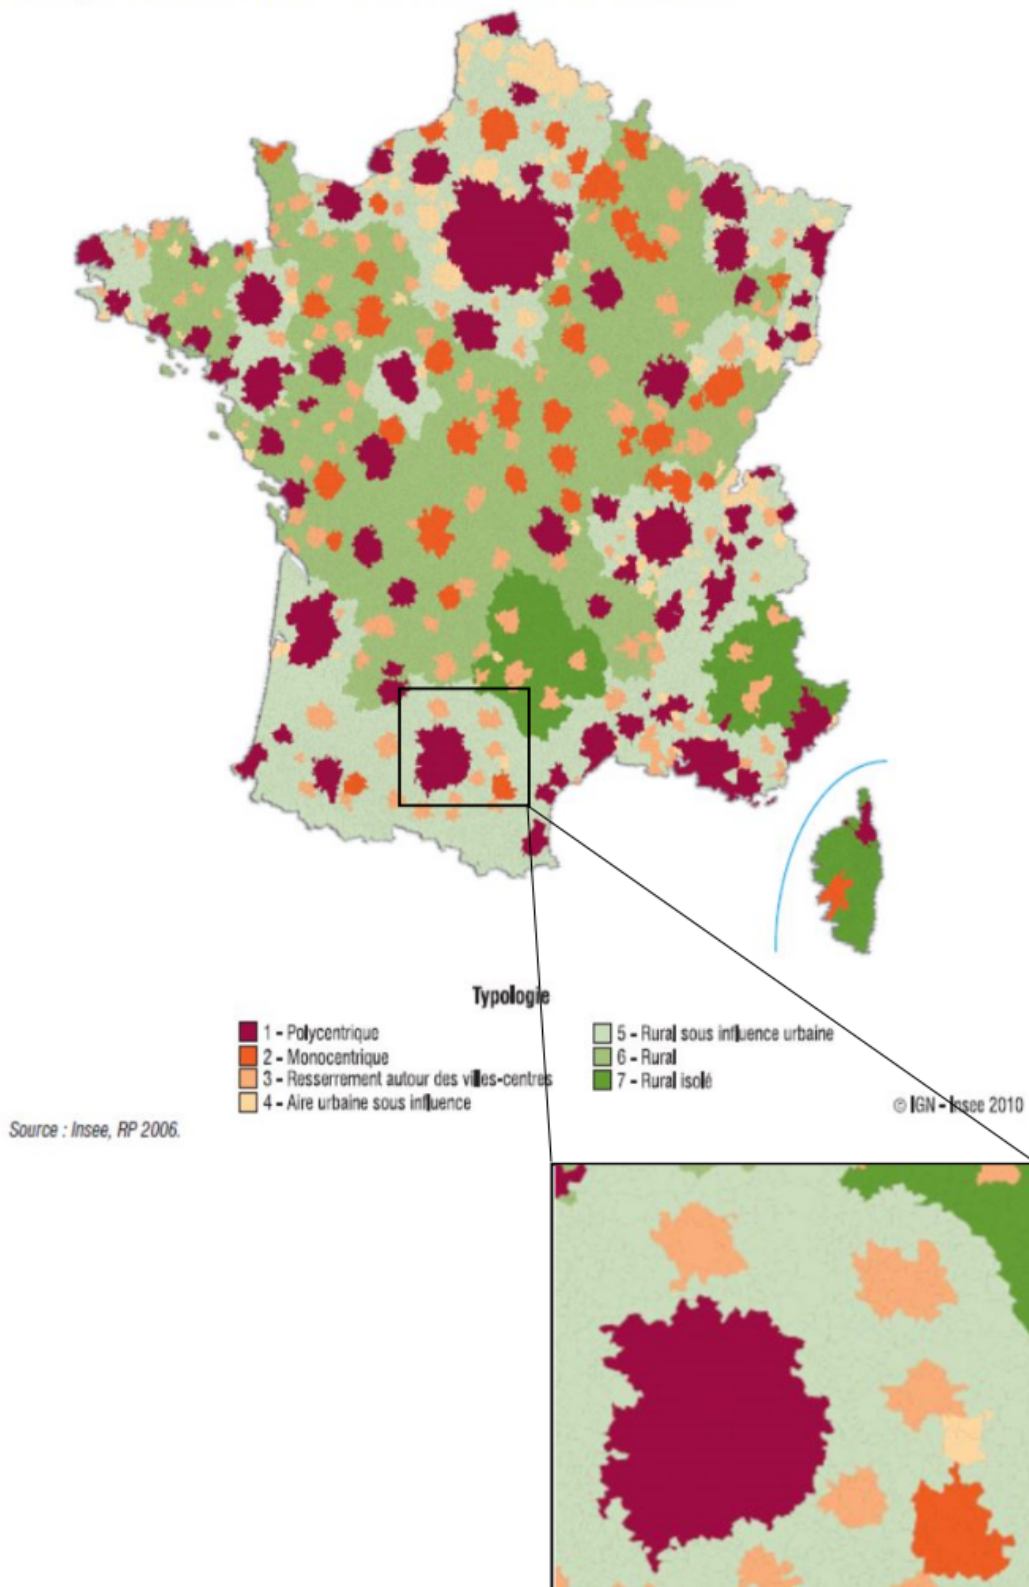 Typologie
1 - Polycentrique
2 - Monocentrique
3 - Resserrement autour des villes-centres
4 - Aire urbaine sous influence
5 - Rural sous influence urbaine
6 - Rural
7 - Rural isolé
© IGN - Insee 2010
Source : Insee, RP 2006.